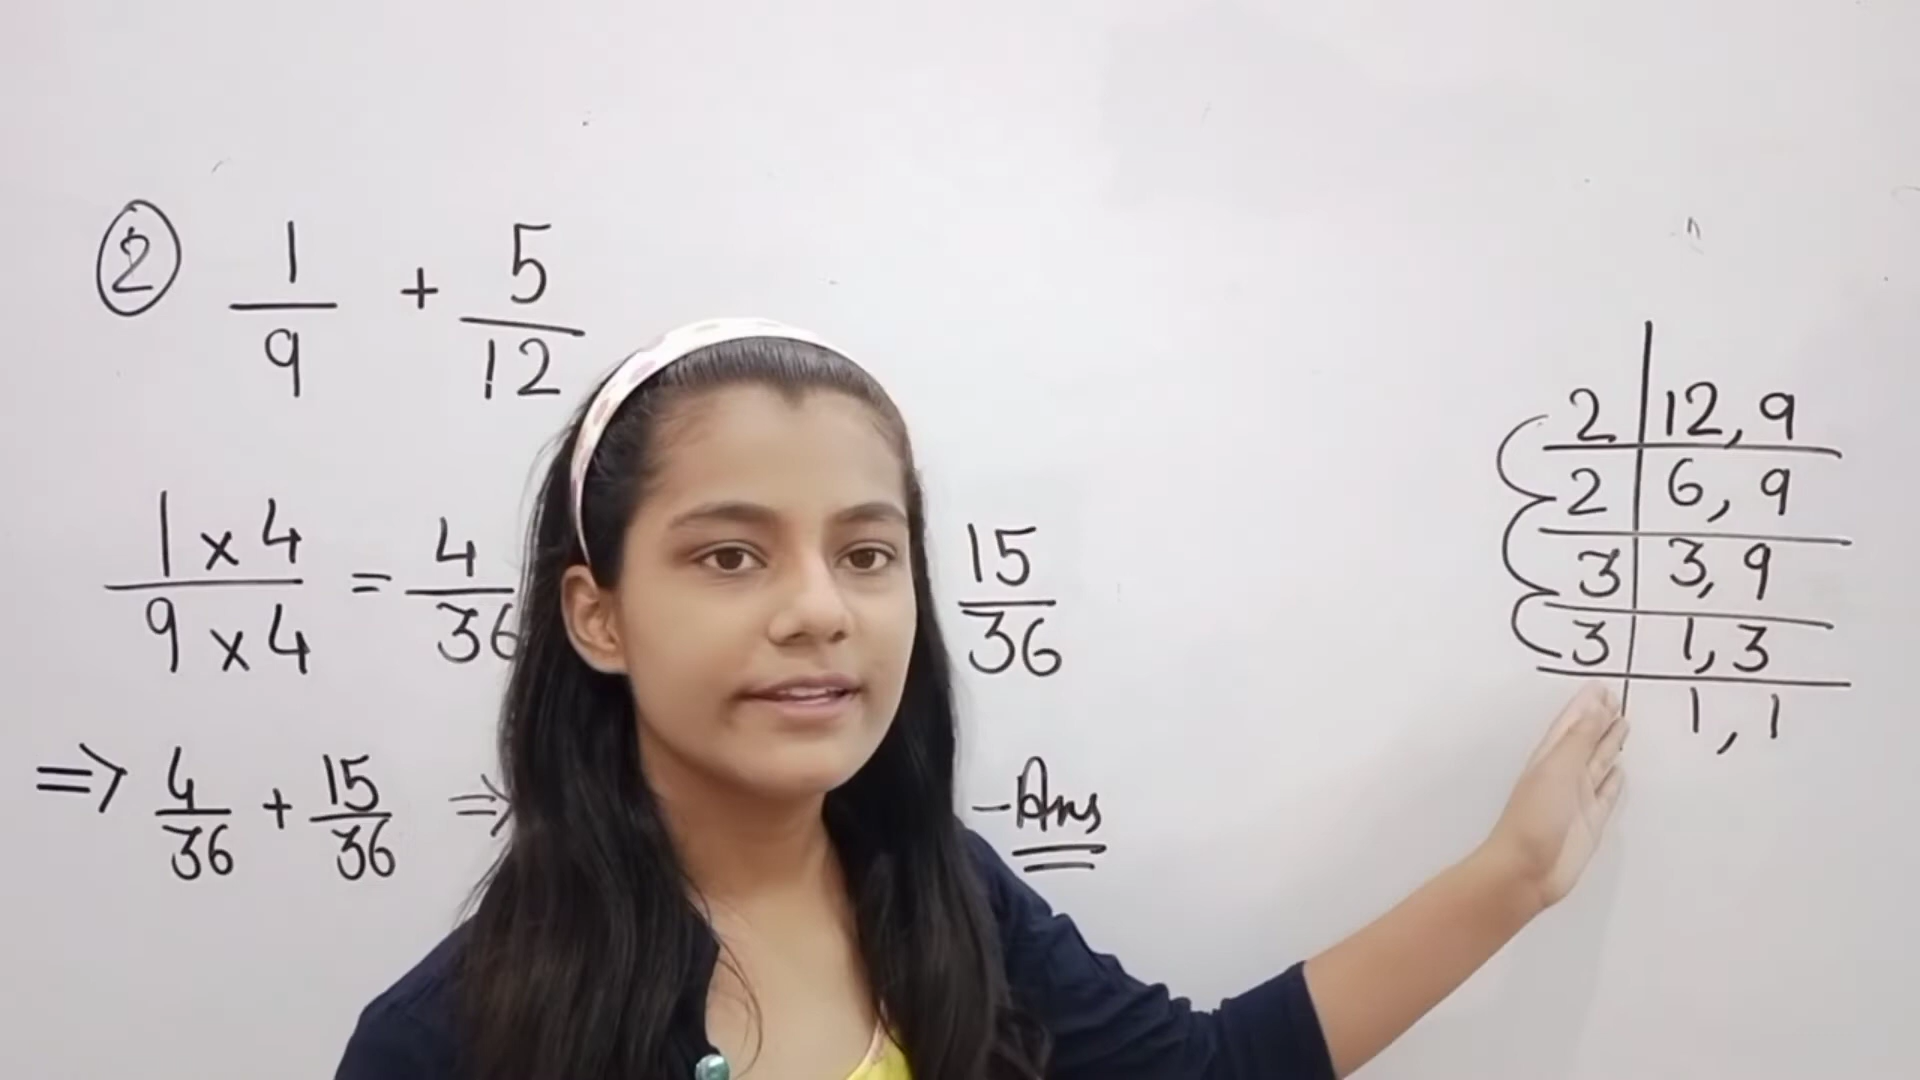 ② 1/9 + 5/12
1 x 4 / 9 x 4 = 4/36
15/36
=> 4/36 + 15/36 =>
- Ans
2 | 12, 9
2 | 6, 9
3 | 3, 9
3 | 1, 3
1, 1